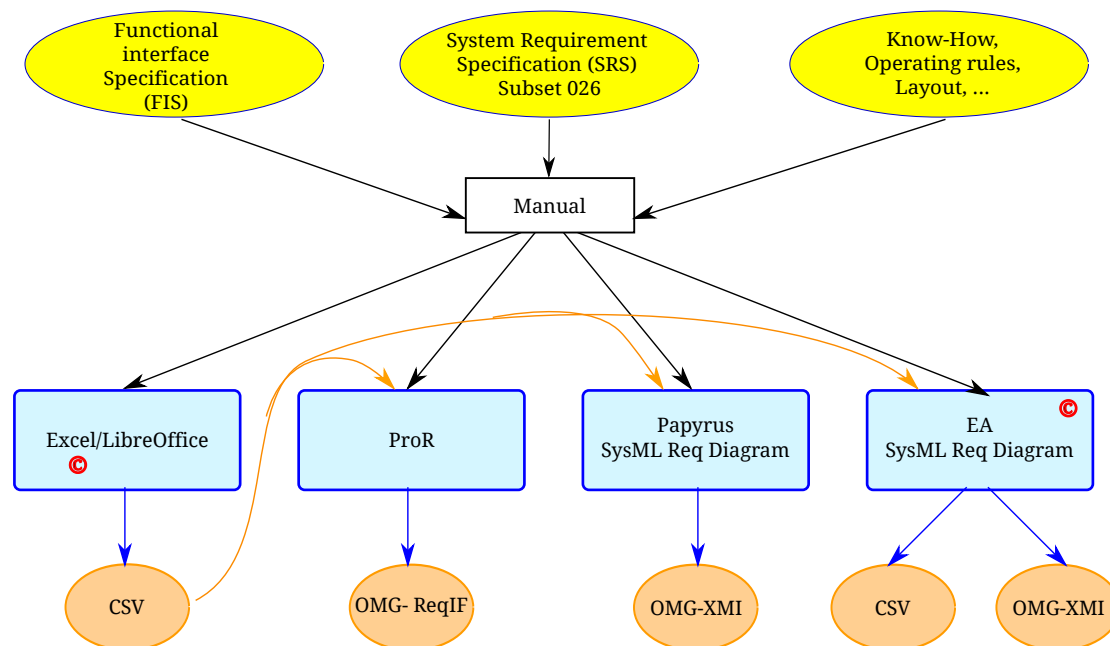 Functional
interface
Specification
(FIS)
System Requirement
Specification (SRS)
Subset 026
Know-How,
Operating rules,
Layout, ...
Manual
Excel/LibreOffice
©
ProR
Papyrus
SysML Req Diagram
©
EA
SysML Req Diagram
CSV
OMG- ReqIF
OMG-XMI
CSV
OMG-XMI